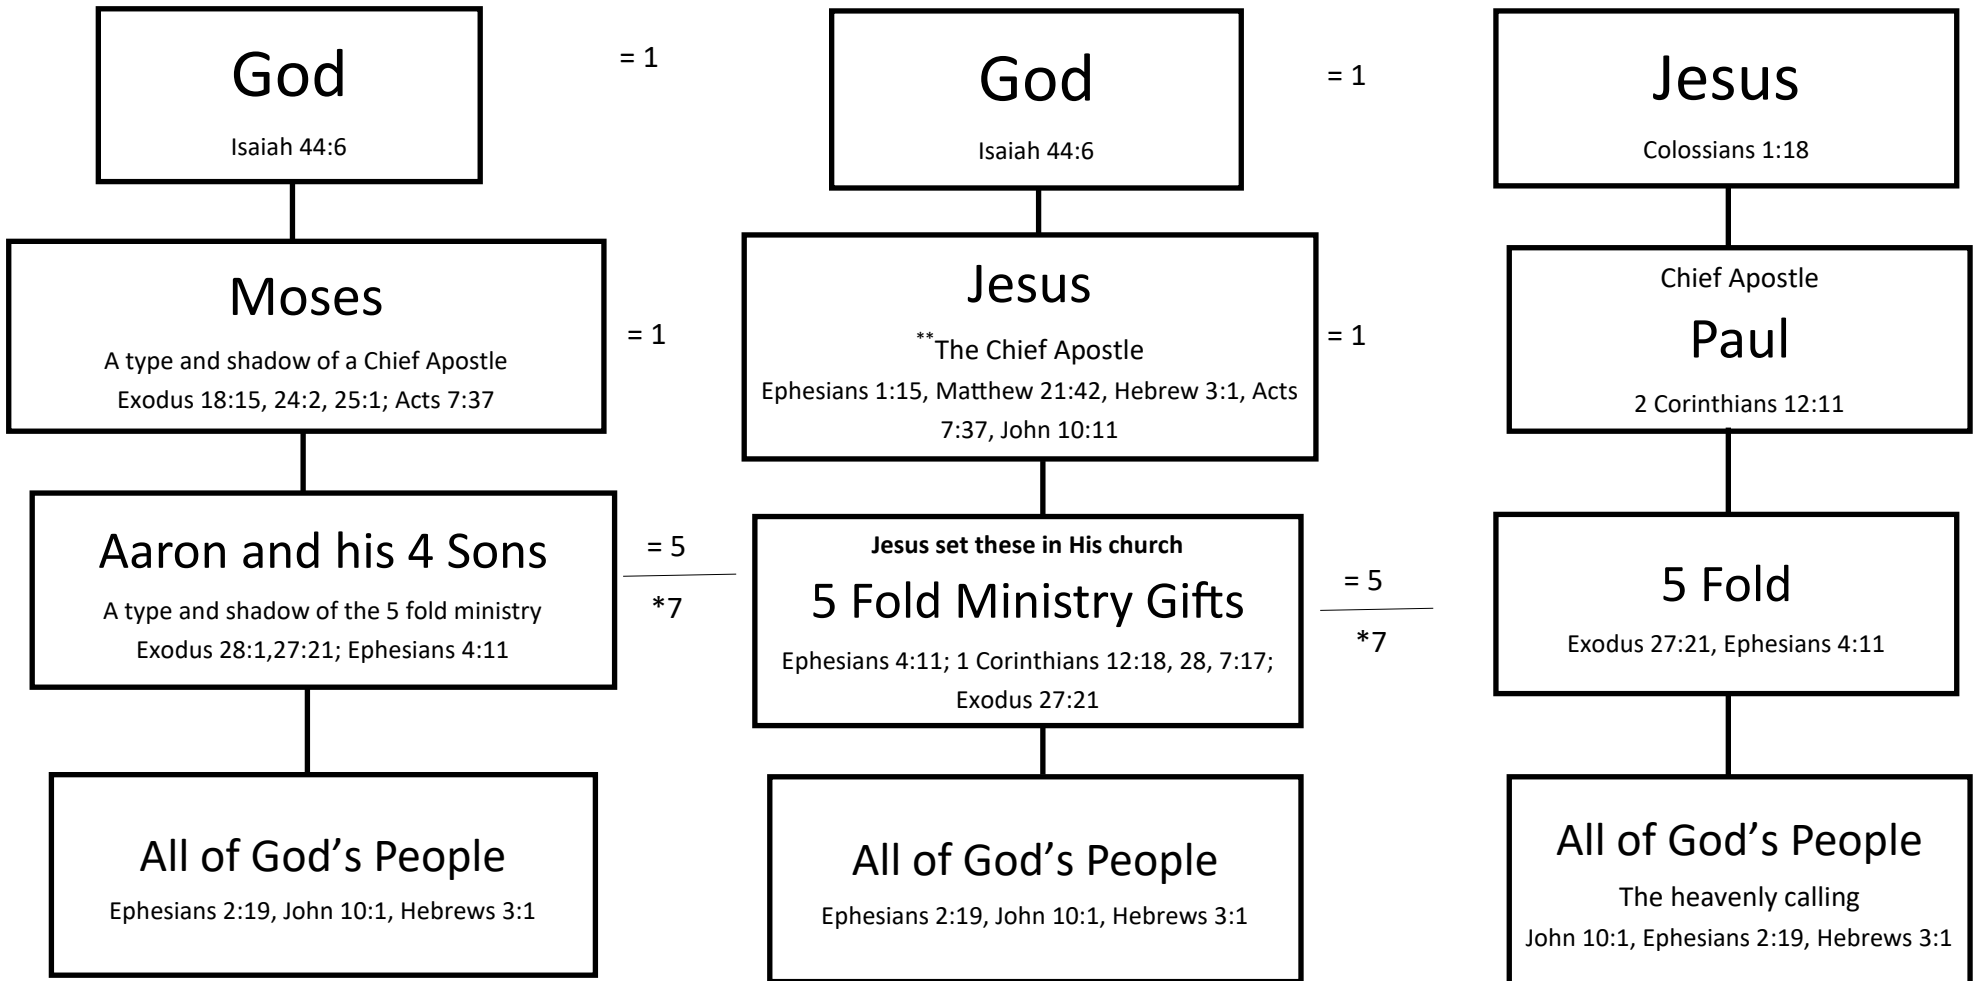 God
Isaiah 44:6
= 1
Moses
A type and shadow of a Chief Apostle
Exodus 18:15, 24:2, 25:1; Acts 7:37
= 1
Aaron and his 4 Sons
A type and shadow of the 5 fold ministry
Exodus 28:1,27:21; Ephesians 4:11
= 5
*7
All of God’s People
Ephesians 2:19, John 10:1, Hebrews 3:1
God
Isaiah 44:6
= 1
Jesus
**The Chief Apostle
Ephesians 1:15, Matthew 21:42, Hebrew 3:1, Acts
7:37, John 10:11
= 1
Jesus set these in His church
5 Fold Ministry Gifts
Ephesians 4:11; 1 Corinthians 12:18, 28, 7:17;
Exodus 27:21
= 5
*7
All of God’s People
Ephesians 2:19, John 10:1, Hebrews 3:1
Jesus
Colossians 1:18
Chief Apostle
Paul
2 Corinthians 12:11
5 Fold
Exodus 27:21, Ephesians 4:11
All of God’s People
The heavenly calling
John 10:1, Ephesians 2:19, Hebrews 3:1